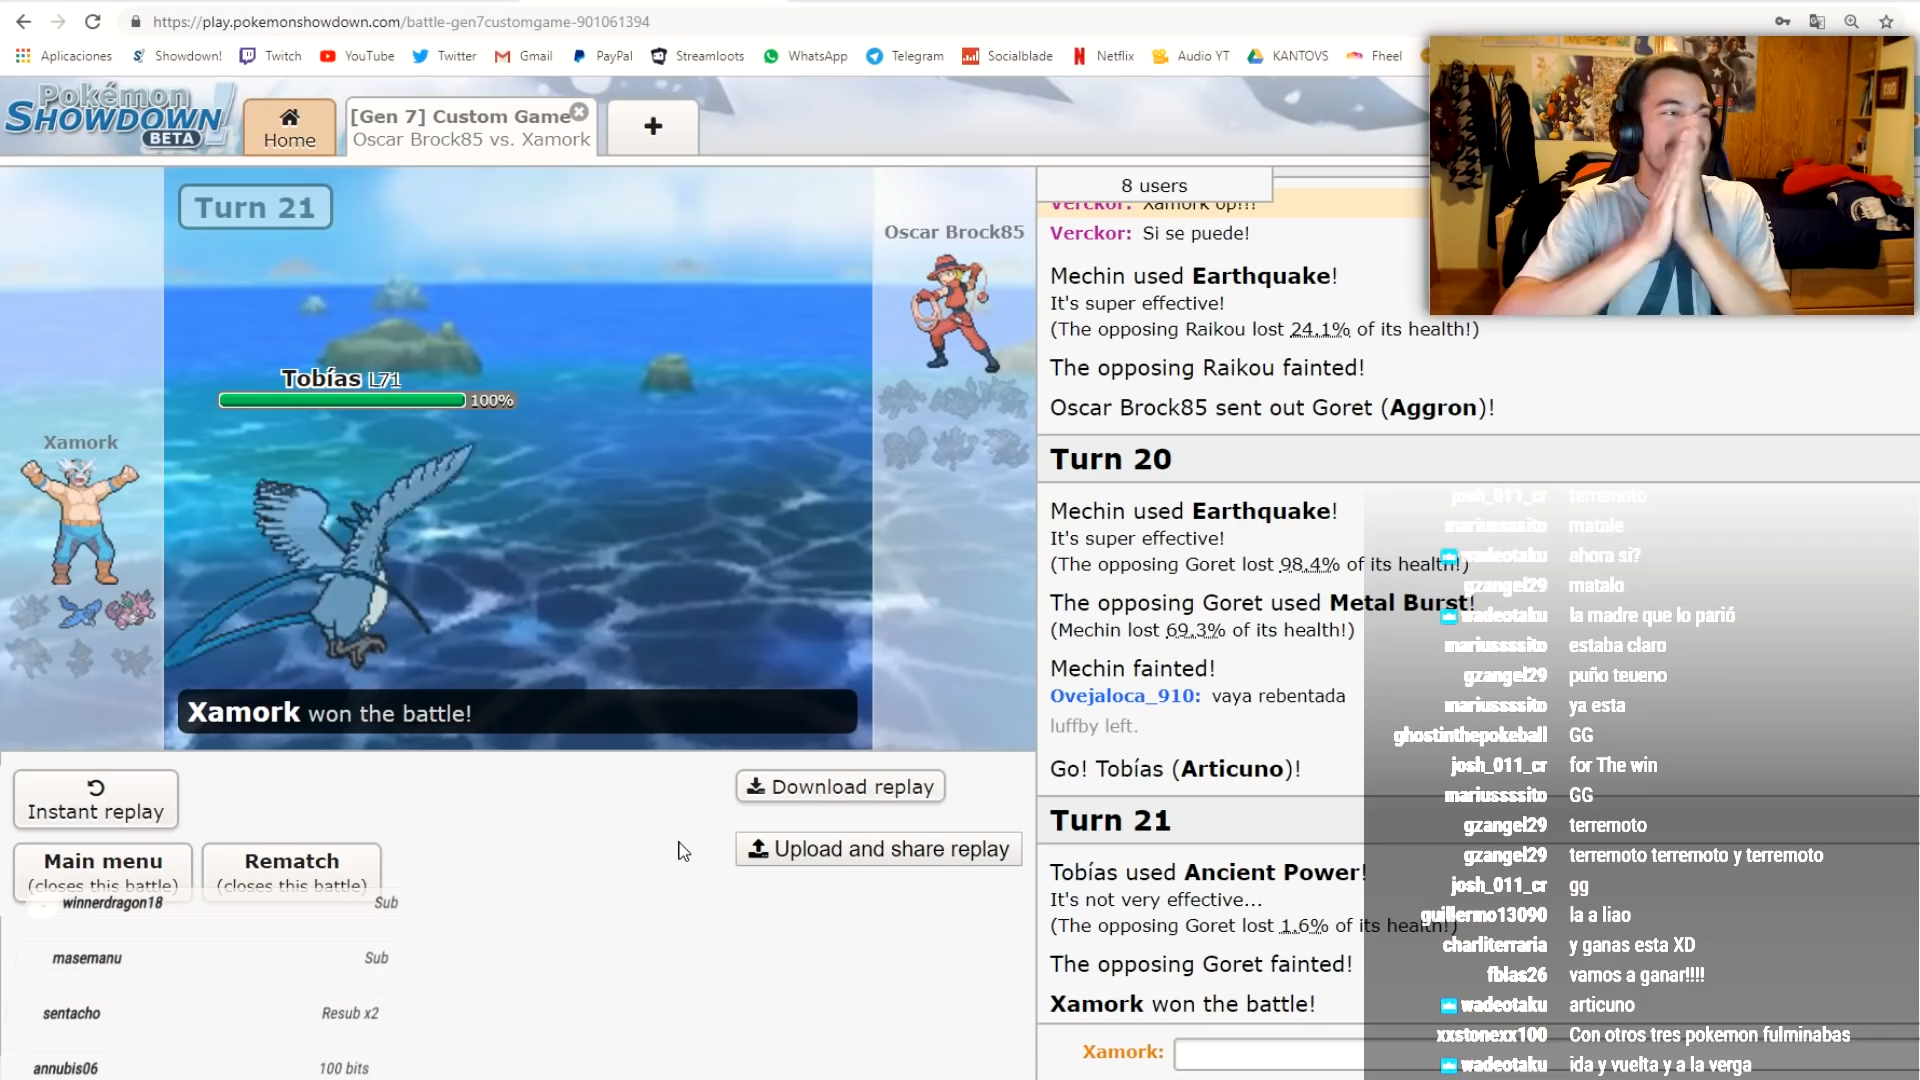 https://play.pokemonshowdown.com/battle-gen7customgame-901061394
Aplicaciones
Showdown!
Twitch
YouTube
Twitter
Gmail
PayPal
Streamloots
WhatsApp
Telegram
Socialblade
Netflix
Audio YT
KANTOVS
Fheel
Pokémon
SHOWDOWN!
BETA
Home
[Gen 7] Custom Game
Oscar Brock85 vs. Xamork
+
Turn 21
Oscar Brock85
Tobías L71
100%
Xamork
Xamork won the battle!
Instant replay
Download replay
Upload and share replay
Main menu
(closes this battle)
Rematch
(closes this battle)
winnerdragon18 Sub
masemanu Sub
sentacho Resub x2
annubis06 100 bits
8 users
Verckor: Xamork op!!!
Verckor: Si se puede!
Mechin used Earthquake!
It's super effective!
(The opposing Raikou lost 24.1% of its health!)
The opposing Raikou fainted!
Oscar Brock85 sent out Goret (Aggron)!
Turn 20
Mechin used Earthquake!
It's super effective!
(The opposing Goret lost 98.4% of its health!)
The opposing Goret used Metal Burst!
(Mechin lost 69.3% of its health!)
Mechin fainted!
Ovejaloca_910: vaya rebentada
luffby left.
Go! Tobías (Articuno)!
Turn 21
Tobías used Ancient Power!
It's not very effective...
(The opposing Goret lost 1.6% of its health!)
The opposing Goret fainted!
Xamork won the battle!
Xamork:
josh_011_cr terremoto
mariussssito matale
wadeotaku ahora si?
gzangel29 matalo
wadeotaku la madre que lo parió
mariussssito estaba claro
gzangel29 puño teueno
mariussssito ya esta
ghostinthepokeball GG
josh_011_cr for The win
mariussssito GG
gzangel29 terremoto
gzangel29 terremoto terremoto y terremoto
josh_011_cr gg
guillermo13090 la a liao
charliterraria y ganas esta XD
fblas26 vamos a ganar!!!!
wadeotaku articuno
xxstonexx100 Con otros tres pokemon fulminabas
wadeotaku ida y vuelta y a la verga